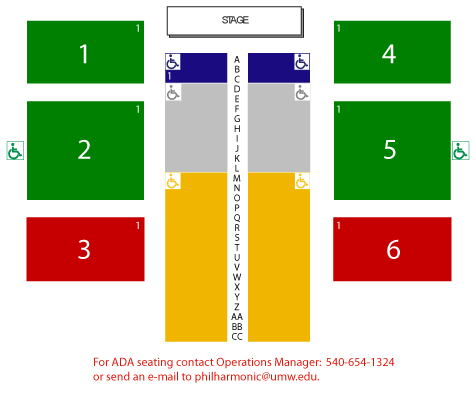 STAGE
1
1
1
4
A
B
1
C
D
E
1
1
F
G
H
I
2
5
J
K
L
M
N
O
P
Q
1
1
R
S
3
6
T
U
V
W
X
Y
Z
AA
BB
CC
For ADA seating contact Operations Manager: 540-654-1324
or send an e-mail to philharmonic@umw.edu.